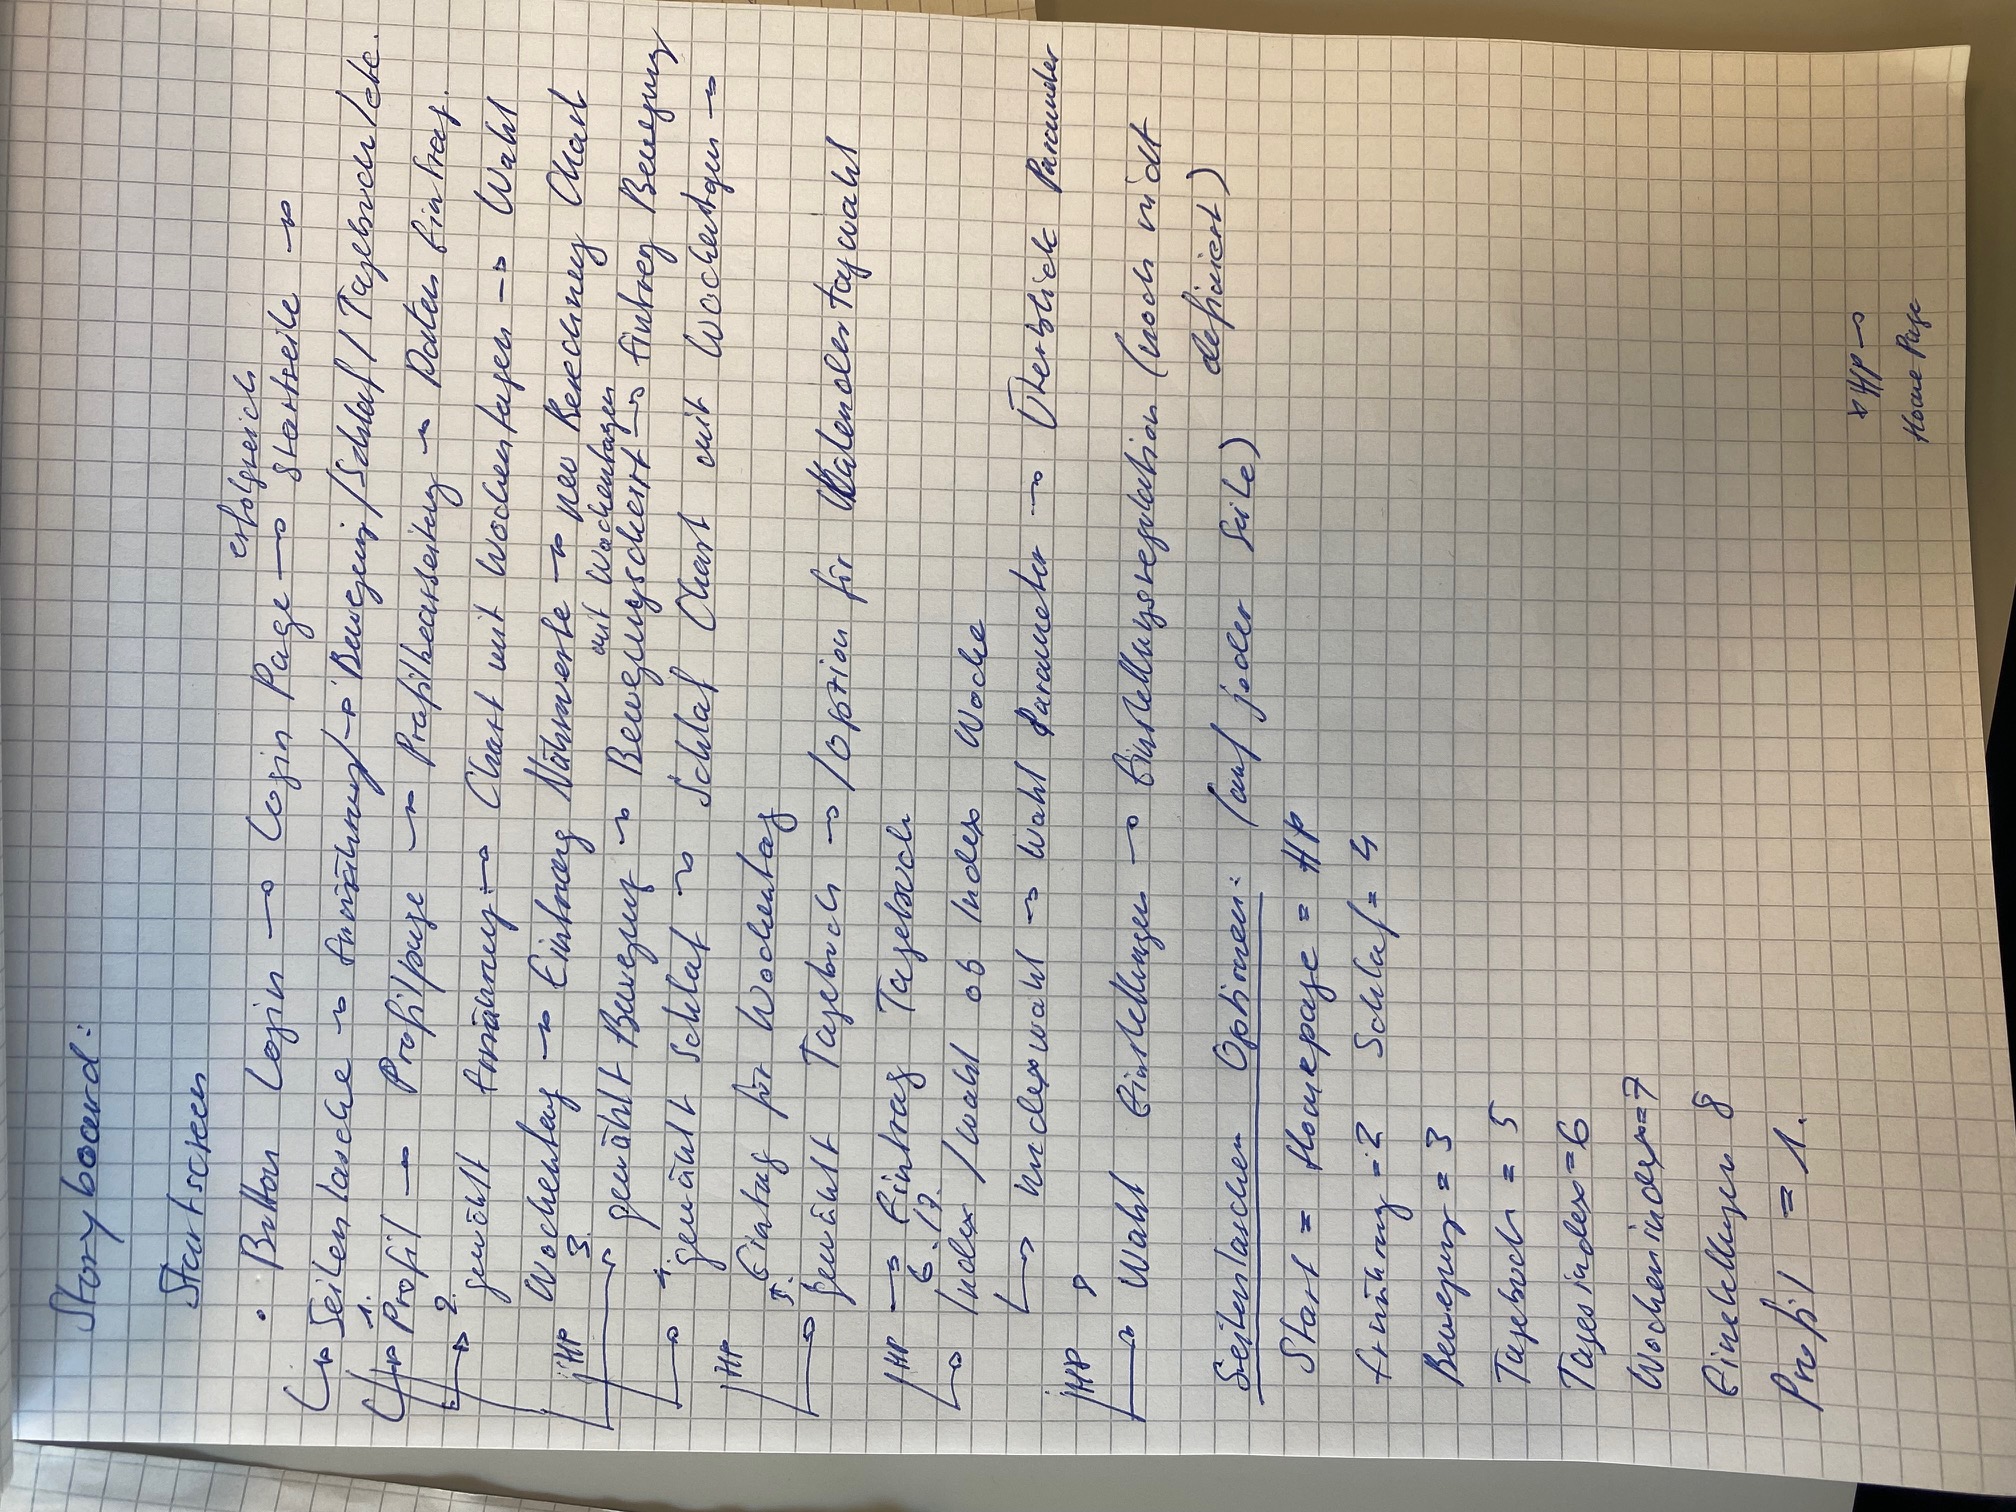 Storyboard:
Startscreen
• Button Login → Login Page → erfolgreich Startseite →
↳ Seitenlasche → Ernährung/→ Bewegung/Schlaf/Tagebuch/etc.
1.
↳ Profil → Profilpage → Profilbearbeitung → Daten Eintrag.
2.
gewählt Ernährung → Chart mit Wochentagen → Wahl
Wochentag → Eintrag Nährwerte → neu Berechnung Chart
HP 3.
mit Wochentagen
gewählt Bewegung → Bewegungschart → Eintrag Bewegung
4.
gewählt Schlaf → Schlaf Chart mit Wochentagen →
HP
Eintrag für Wochentag
5.
gewählt Tagebuch → /Option für Kalendertagwahl
HP → Eintrag Tagebuch
6. /7.
Index /Wahl ob Index Woche
↳ Indexwahl → Wahl Parameter → Überblick Parameter
HP 8
Wahl Einstellungen → Einstellungsregulation (noch nicht
definiert)
Seitenlaschen Optionen: (auf jeder Seite)
Start = Homepage = HP
Ernährung = 2 Schlaf = 4
Bewegung = 3
Tagebuch = 5
Tagesindex = 6
Wochenindex = 7
Einstellungen 8
Profil = 1.
HP →
Home Page